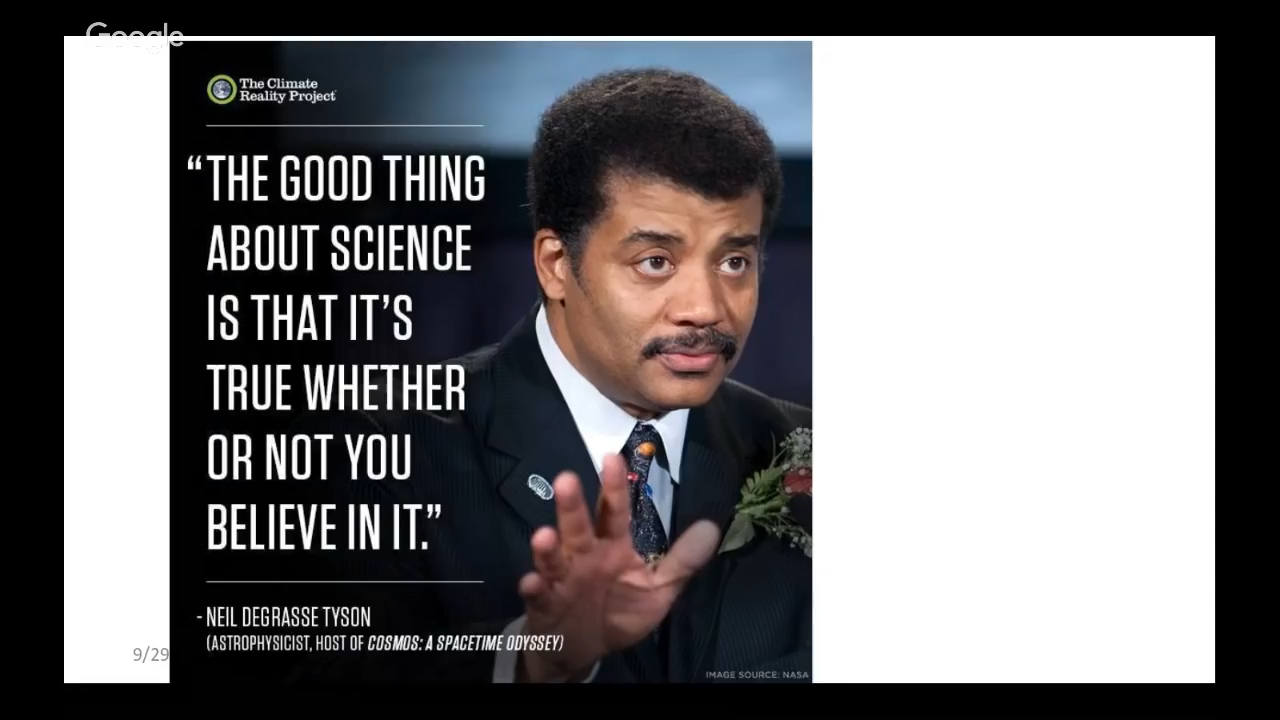 Google
The Climate
Reality Project
“THE GOOD THING
ABOUT SCIENCE
IS THAT IT’S
TRUE WHETHER
OR NOT YOU
BELIEVE IN IT.”
- NEIL DEGRASSE TYSON
(ASTROPHYSICIST, HOST OF COSMOS: A SPACETIME ODYSSEY)
9/29
IMAGE SOURCE: NASA